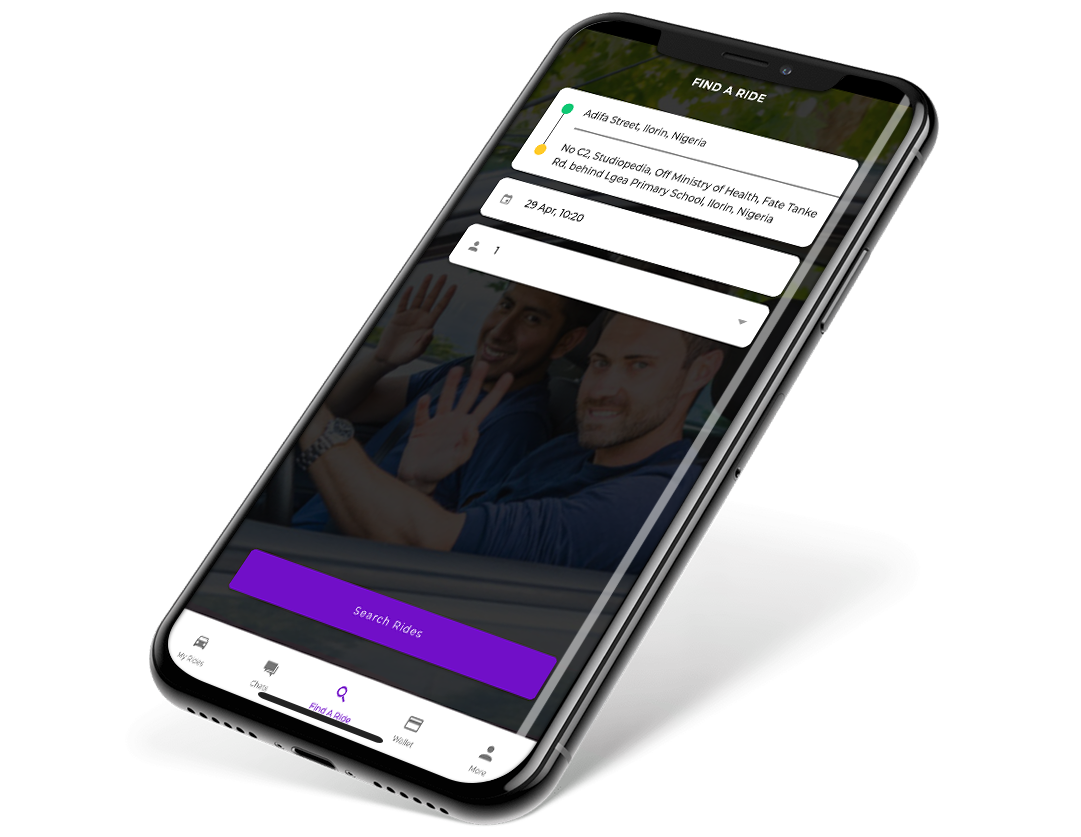 FIND A RIDE
Adifa Street, Ilorin, Nigeria
No C2, Studiopedia, Off Ministry of Health, Fate Tanke
Rd, behind Lgea Primary School, Ilorin, Nigeria
29 Apr, 10:20
1
Search Rides
My Rides
Chats
Find A Ride
Wallet
More